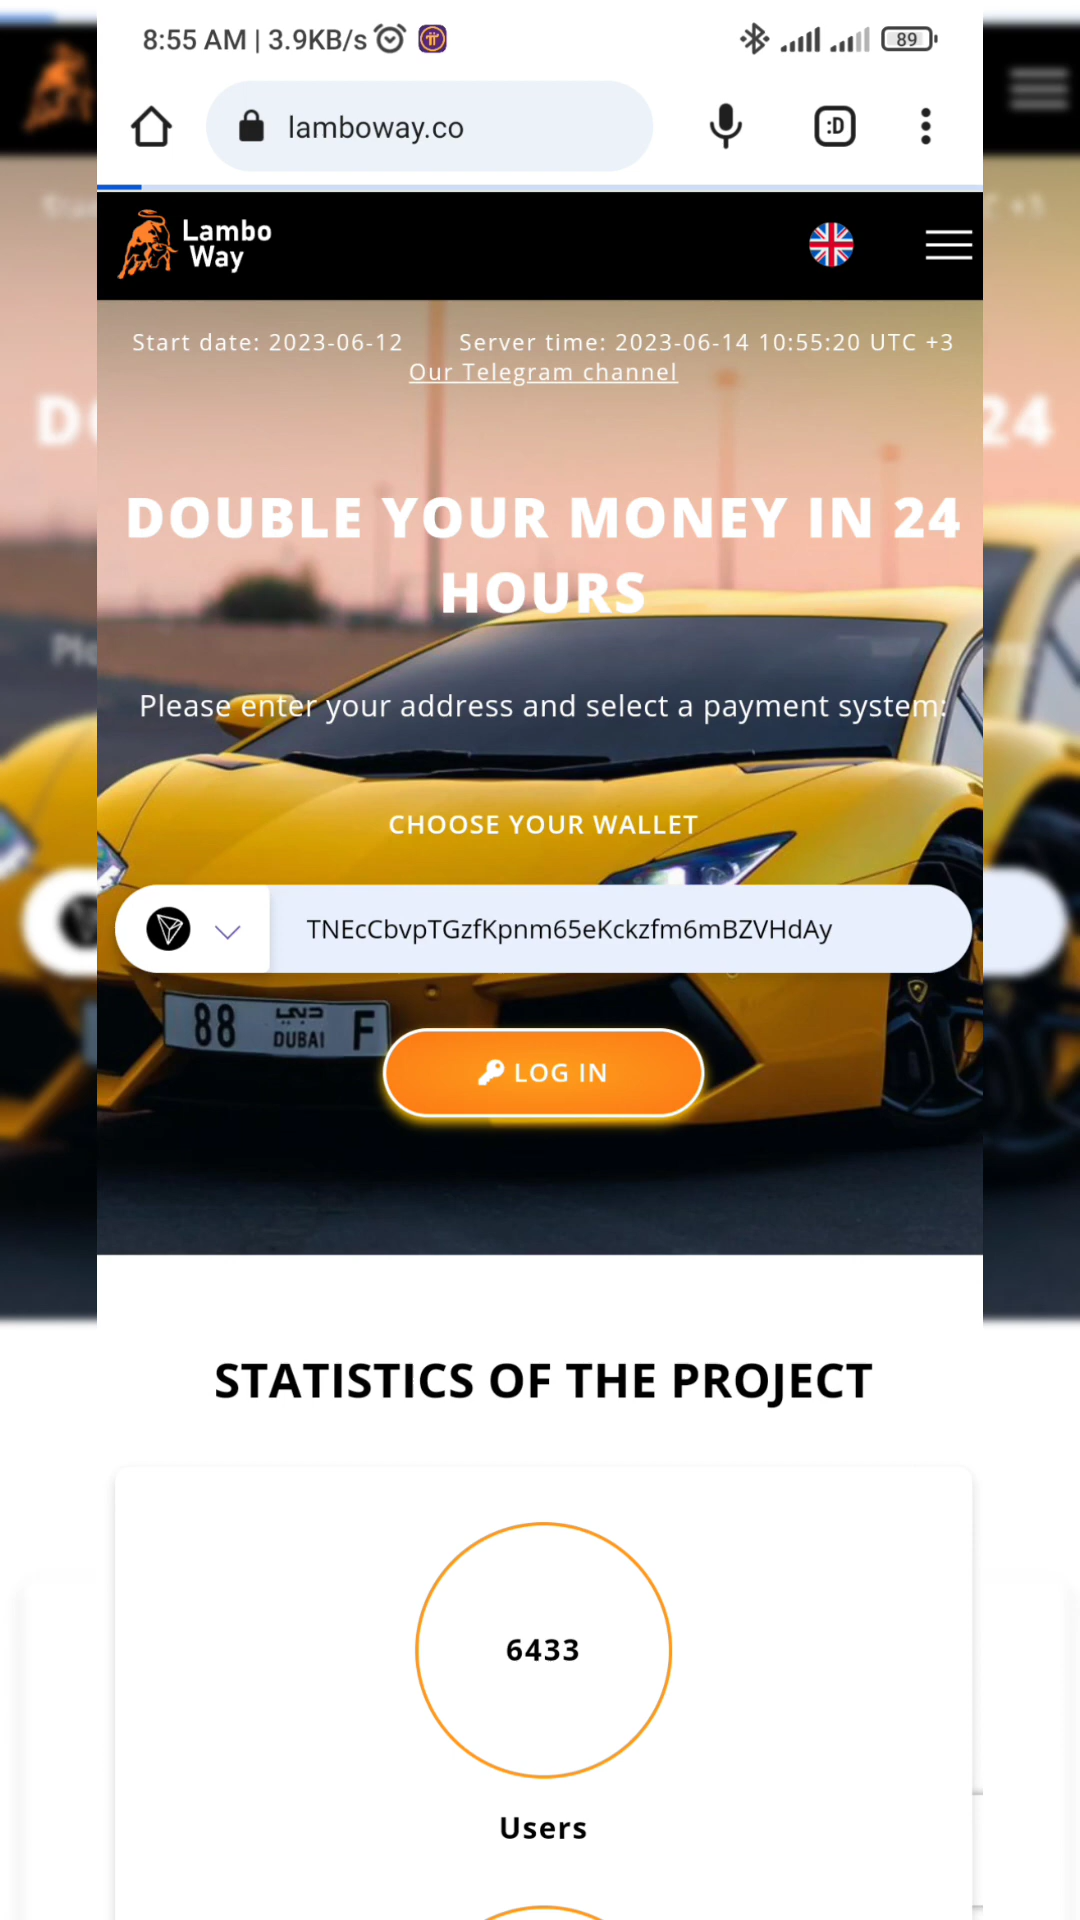 8:55 AM | 3.9KB/s
89
lamboway.co
:D
Lambo
Way
Start date: 2023-06-12 Server time: 2023-06-14 10:55:20 UTC +3
Our Telegram channel
DOUBLE YOUR MONEY IN 24
HOURS
Please enter your address and select a payment system:
CHOOSE YOUR WALLET
TNEcCbvpTGzfKpnm65eKckzfm6mBZVHdAy
88 دبي F
DUBAI
LOG IN
STATISTICS OF THE PROJECT
6433
Users